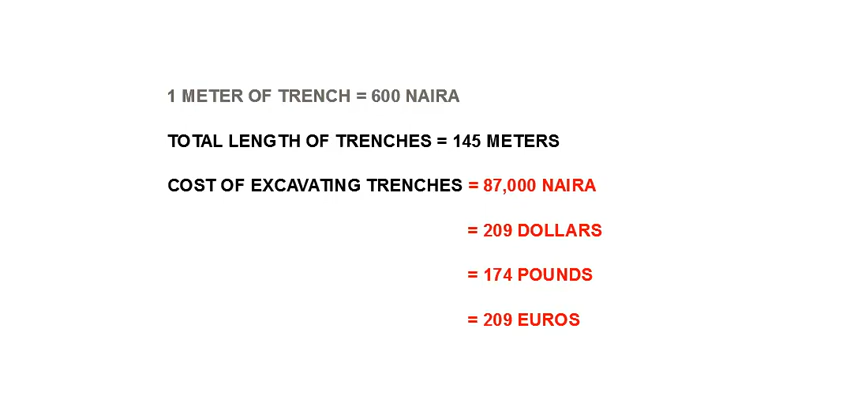 1 METER OF TRENCH = 600 NAIRA
TOTAL LENGTH OF TRENCHES = 145 METERS
COST OF EXCAVATING TRENCHES = 87,000 NAIRA
= 209 DOLLARS
= 174 POUNDS
= 209 EUROS